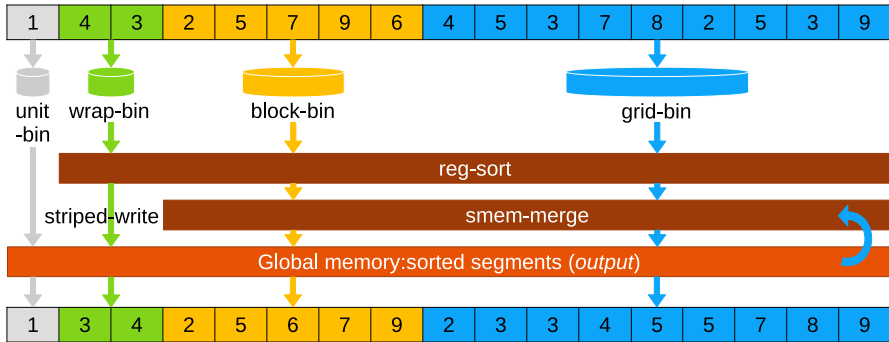 1 4 3 2 5 7 9 6 4 5 3 7 8 2 5 3 9
unit
-bin
wrap-bin
block-bin
grid-bin
reg-sort
striped-write
smem-merge
Global memory:sorted segments (output)
1 3 4 2 5 6 7 9 2 3 3 4 5 5 7 8 9